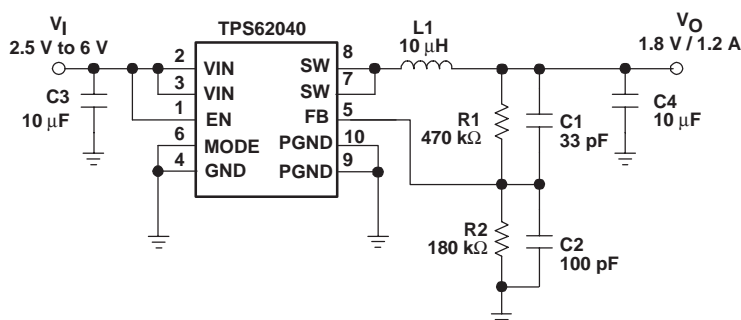 TPS62040
V_I
2.5 V to 6 V
C3
10 μF
2
VIN
3
VIN
1
EN
6
MODE
4
GND
8
SW
7
SW
5
FB
10
PGND
9
PGND
L1
10 μH
R1
470 kΩ
C1
33 pF
R2
180 kΩ
C2
100 pF
V_O
1.8 V / 1.2 A
C4
10 μF